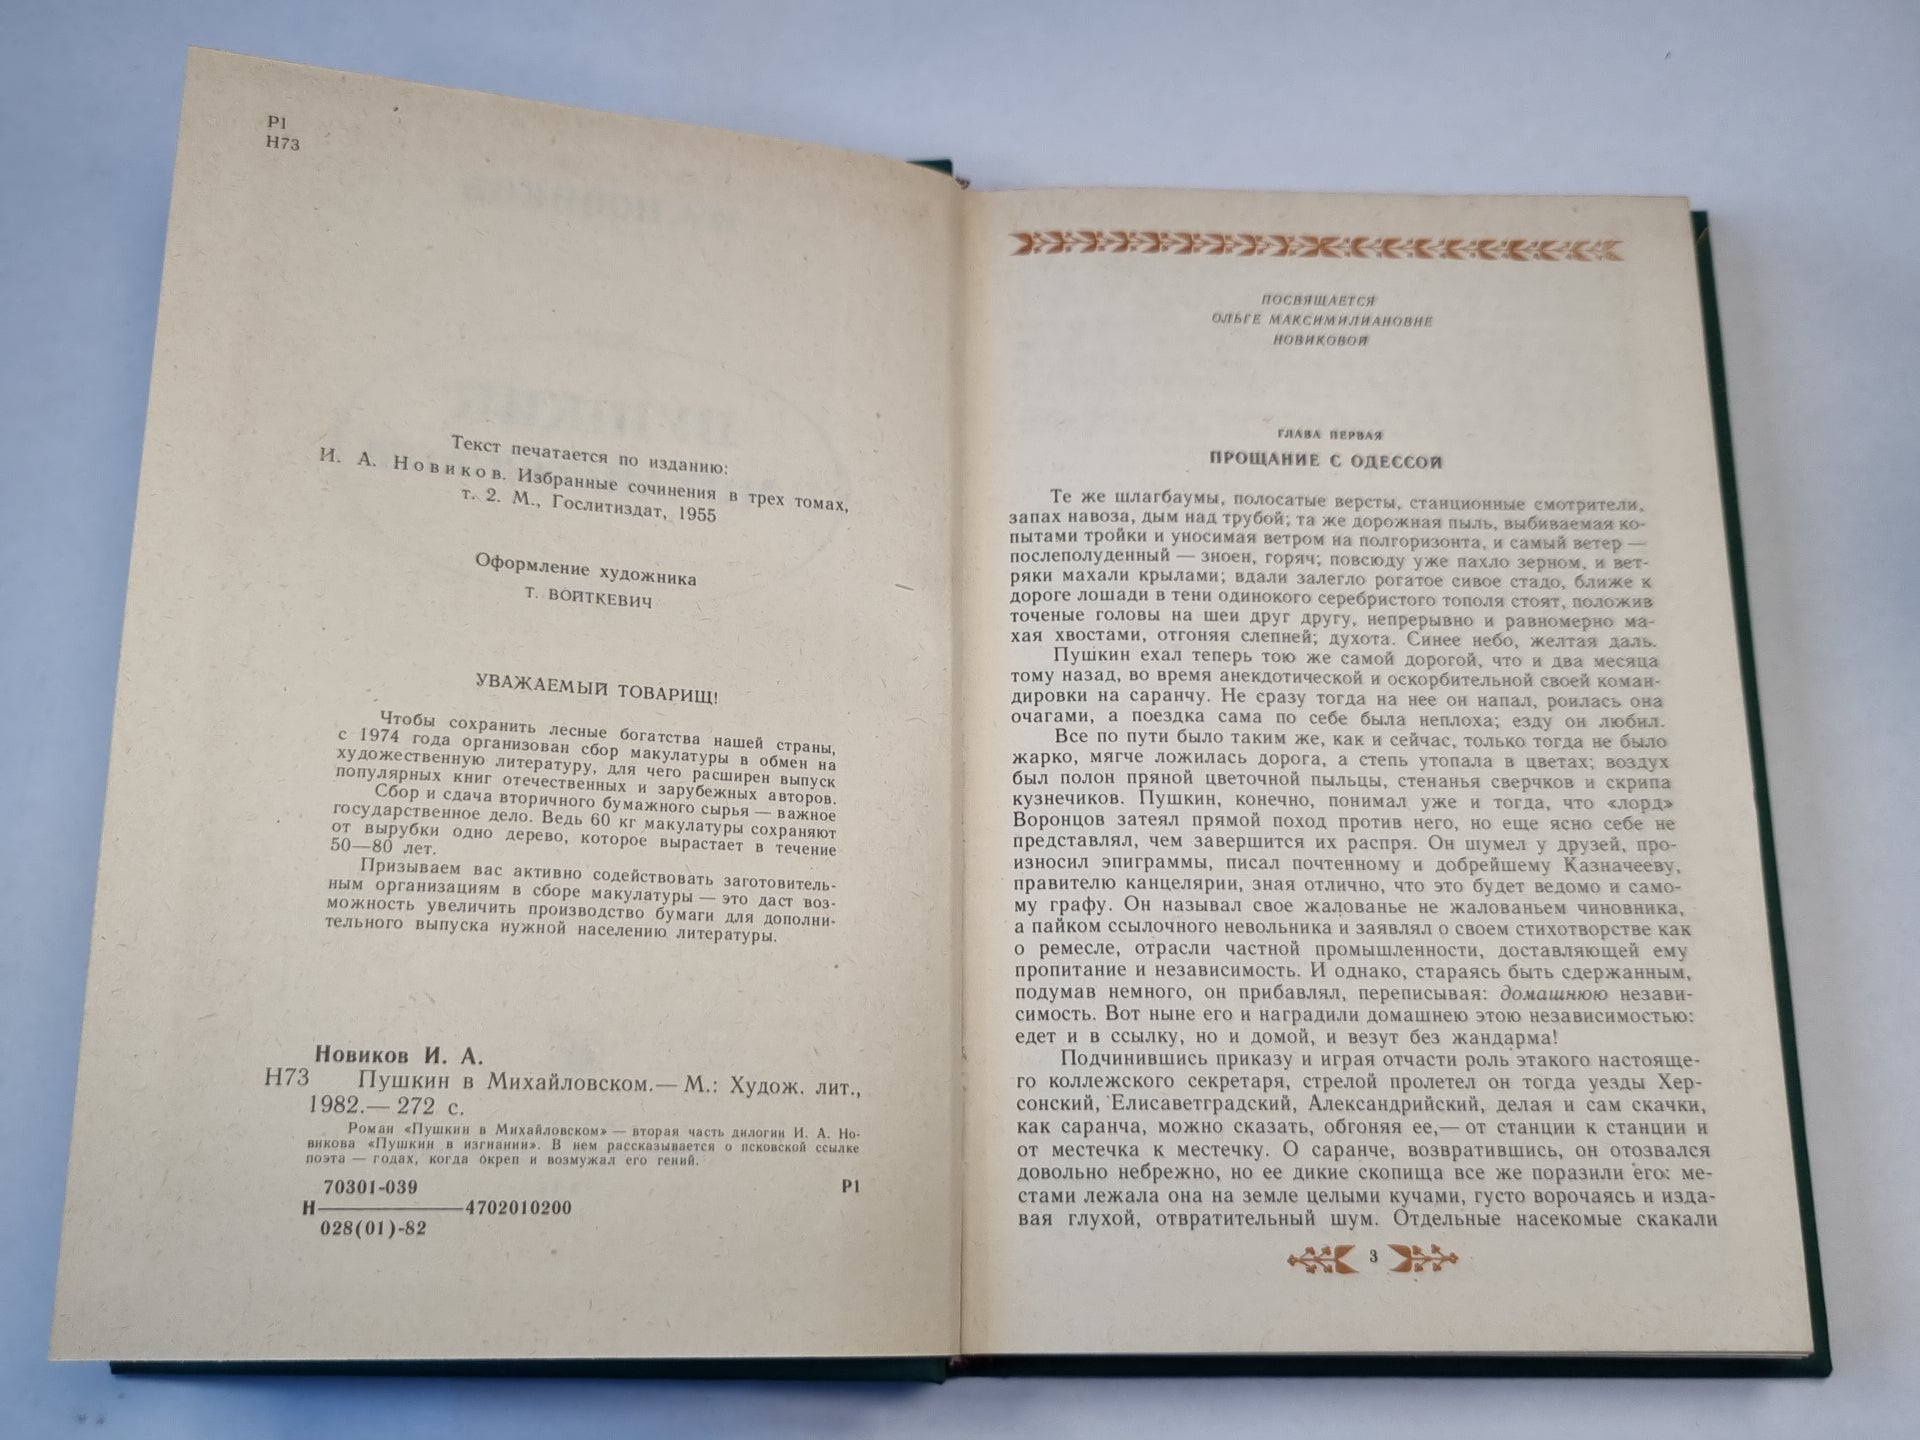 Р1
Н73
Текст печатается по изданию:
И. А. Новиков. Избранные сочинения в трех томах,
т. 2. М., Гослитиздат, 1955
Оформление художника
Т. ВОЙТКЕВИЧ
УВАЖАЕМЫЙ ТОВАРИЩ!
Чтобы сохранить лесные богатства нашей страны,
с 1974 года организован сбор макулатуры в обмен на
художественную литературу, для чего расширен выпуск
популярных книг отечественных и зарубежных авторов.
Сбор и сдача вторичного бумажного сырья — важное
государственное дело. Ведь 60 кг макулатуры сохраняют
от вырубки одно дерево, которое вырастает в течение
50—80 лет.
Призываем вас активно содействовать заготовитель-
ным организациям в сборе макулатуры — это даст воз-
можность увеличить производство бумаги для дополни-
тельного выпуска нужной населению литературы.
Новиков И. А.
Н73 Пушкин в Михайловском.— М.: Худож. лит.,
1982.— 272 с.
Роман «Пушкин в Михайловском» — вторая часть дилогии И. А. Но-
викова «Пушкин в изгнании». В нем рассказывается о псковской ссылке
поэта — годах, когда окреп и возмужал его гений.
70301-039 Р1
Н————4702010200
028(01)-82
ПОСВЯЩАЕТСЯ
ОЛЬГЕ МАКСИМИЛИАНОВНЕ
НОВИКОВОЙ
ГЛАВА ПЕРВАЯ
ПРОЩАНИЕ С ОДЕССОЙ
Те же шлагбаумы, полосатые версты, станционные смотрители,
запах навоза, дым над трубой; та же дорожная пыль, выбиваемая ко-
пытами тройки и уносимая ветром на полгоризонта, и самый ветер —
послеполуденный — зноен, горяч; повсюду уже пахло зерном, и вет-
ряки махали крылами; вдали залегло рогатое сивое стадо, ближе к
дороге лошади в тени одинокого серебристого тополя стоят, положив
точеные головы на шеи друг другу, непрерывно и равномерно ма-
хая хвостами, отгоняя слепней; духота. Синее небо, желтая даль.
Пушкин ехал теперь тою же самой дорогой, что и два месяца
тому назад, во время анекдотической и оскорбительной своей коман-
дировки на саранчу. Не сразу тогда на нее он напал, роилась она
очагами, а поездка сама по себе была неплоха; езду он любил.
Все по пути было таким же, как и сейчас, только тогда не было
жарко, мягче ложилась дорога, а степь утопала в цветах; воздух
был полон пряной цветочной пыльцы, стенанья сверчков и скрипа
кузнечиков. Пушкин, конечно, понимал уже и тогда, что «лорд»
Воронцов затеял прямой поход против него, но еще ясно себе не
представлял, чем завершится их распря. Он шумел у друзей, про-
износил эпиграммы, писал почтенному и добрейшему Казначееву,
правителю канцелярии, зная отлично, что это будет ведомо и само-
му графу. Он называл свое жалованье не жалованьем чиновника,
а пайком ссылочного невольника и заявлял о своем стихотворстве как
о ремесле, отрасли частной промышленности, доставляющей ему
пропитание и независимость. И однако, стараясь быть сдержанным,
подумав немного, он прибавлял, переписывая: домашнюю незави-
симость. Вот ныне его и наградили домашнею этою независимостью:
едет и в ссылку, но и домой, и везут без жандарма!
Подчинившись приказу и играя отчасти роль этакого настояще-
го коллежского секретаря, стрелой пролетел он тогда уезды Хер-
сонский, Елисаветградский, Александрийский, делая и сам скачки,
как саранча, можно сказать, обгоняя ее,— от станции к станции и
от местечка к местечку. О саранче, возвратившись, он отозвался
довольно небрежно, но ее дикие скопища все же поразили его: ме-
стами лежала она на земле целыми кучами, густо ворочаясь и изда-
вая глухой, отвратительный шум. Отдельные насекомые скакали
3